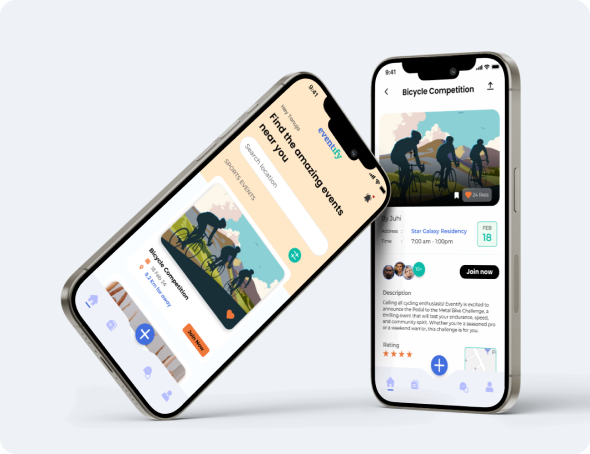 9:41
eventify
Hey Tanuja
Find the amazing events
near you
Search location
SPORTS EVENTS
Bicycle Competition
18 Feb 24
8.2 km far away
Join Now
9:41
Bicycle Competition
24 likes
By Juhi
Address : Star Galaxy Residency
Time : 7:00 am - 1:00pm
FEB
18
Join now
Description
Calling all cycling enthusiasts! Eventify is excited to
announce the Pedal to the Metal Bike Challenge, a
thrilling event that will test your endurance, speed,
and community spirit. Whether you're a seasoned pro
or a weekend warrior, this challenge is for you.
Rating